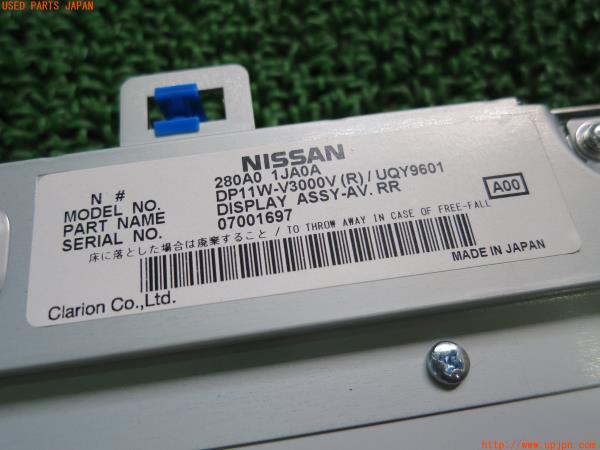 USED PARTS JAPAN
NISSAN
N # 280A0 1JA0A
MODEL NO. DP11W-V3000V (R) / UQY9601
PART NAME DISPLAY ASSY-AV. RR
SERIAL NO. 07001697
A00
床に落とした場合は廃棄すること / TO THROW AWAY IN CASE OF FREE-FALL
MADE IN JAPAN
Clarion Co.,Ltd.
http://www.upjpn.com/